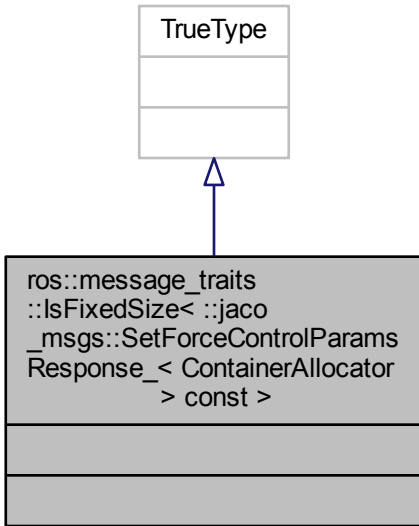 TrueType
ros::message_traits
::IsFixedSize< ::jaco
_msgs::SetForceControlParams
Response_< ContainerAllocator
> const >